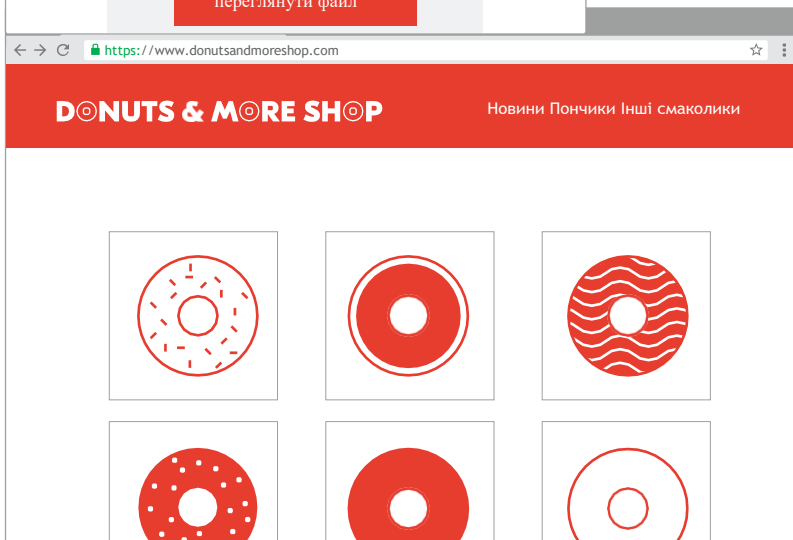 переглянути файл
https://www.donutsandmoreshop.com
DONUTS & MORE SHOP
Новини Пончики Інші смаколики